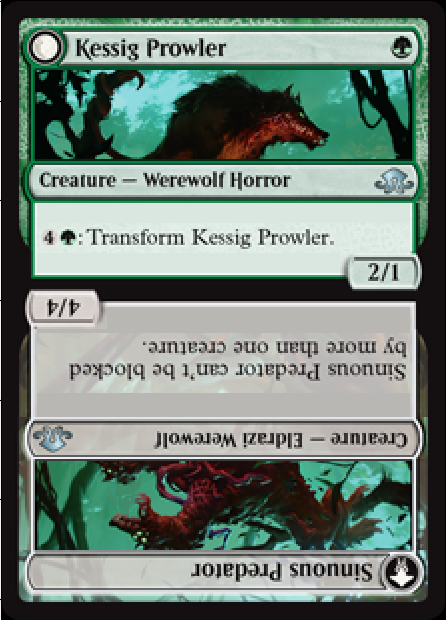 Kessig Prowler
Creature — Werewolf Horror
4 : Transform Kessig Prowler.
2/1
Sinuous Predator
Creature — Eldrazi Werewolf
Sinuous Predator can't be blocked
by more than one creature.
4/4